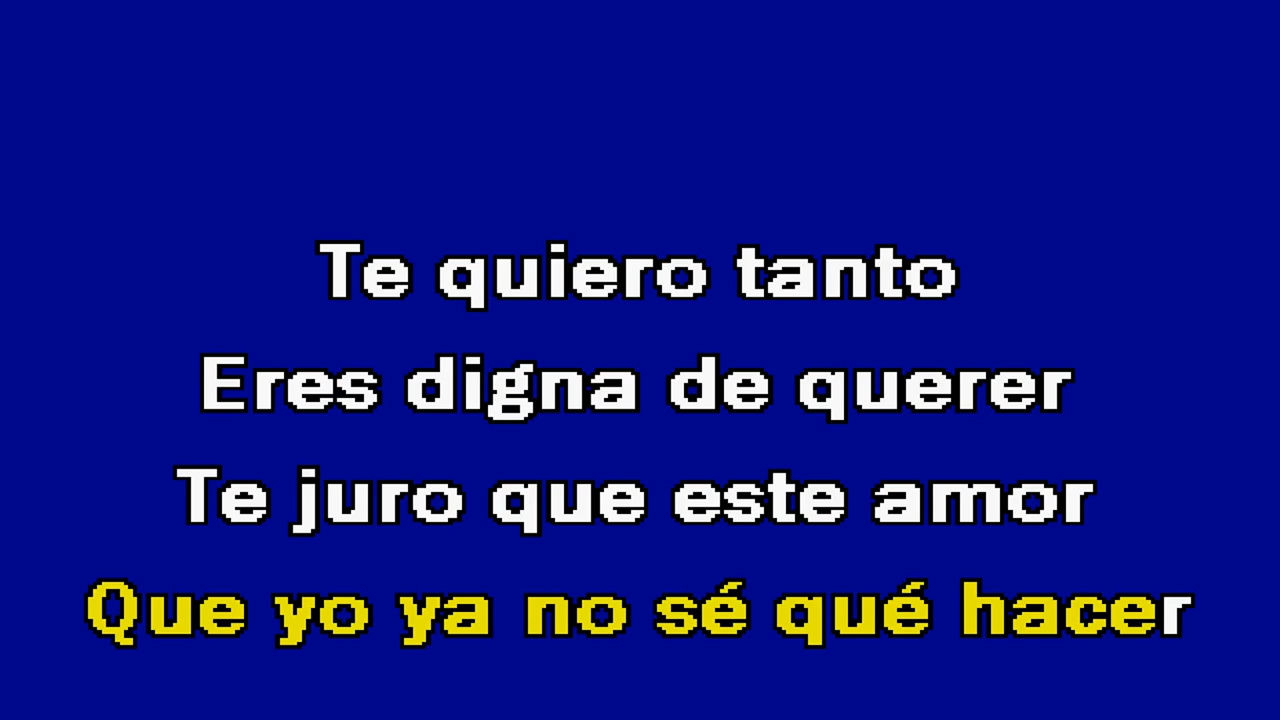 Te quiero tanto
Eres digna de querer
Te juro que este amor
Que yo ya no sé qué hacer